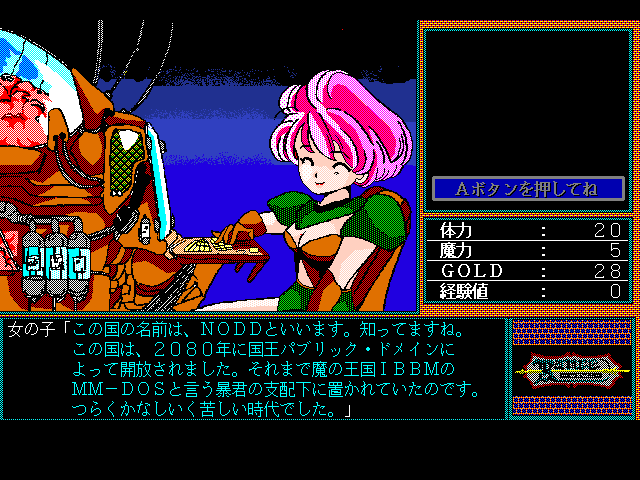 Aボタンを押してね
体力 : 20
魔力 : 5
GOLD : 28
経験値 : 0
女の子「この国の名前は、NODDといいます。知ってますね。
この国は、2080年に国王パブリック・ドメインに
よって開放されました。それまで魔の王国IBBMの
MM-DOSと言う暴君の支配下に置かれていたのです。
つらくかなしいく苦しい時代でした。」